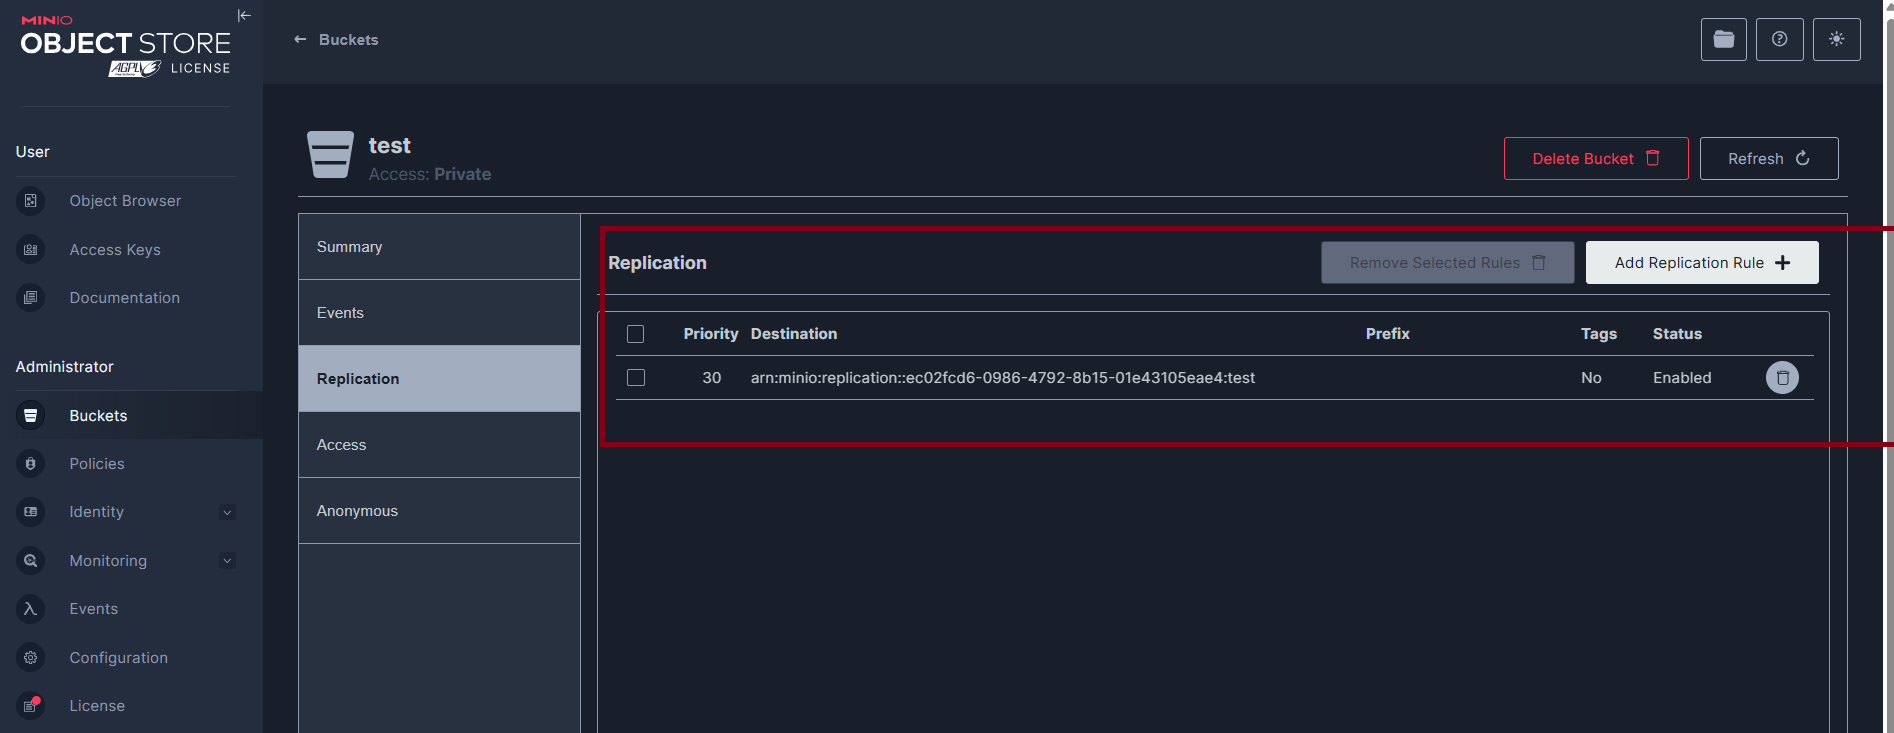 MINIO
OBJECT STORE
AGPLv3 LICENSE
User
Object Browser
Access Keys
Documentation
Administrator
Buckets
Policies
Identity
Monitoring
Events
Configuration
License
Buckets
test
Access: Private
Delete Bucket
Refresh
Summary
Events
Replication
Access
Anonymous
Replication
Remove Selected Rules
Add Replication Rule
Priority Destination Prefix Tags Status
30 arn:minio:replication::ec02fcd6-0986-4792-8b15-01e43105eae4:test No Enabled